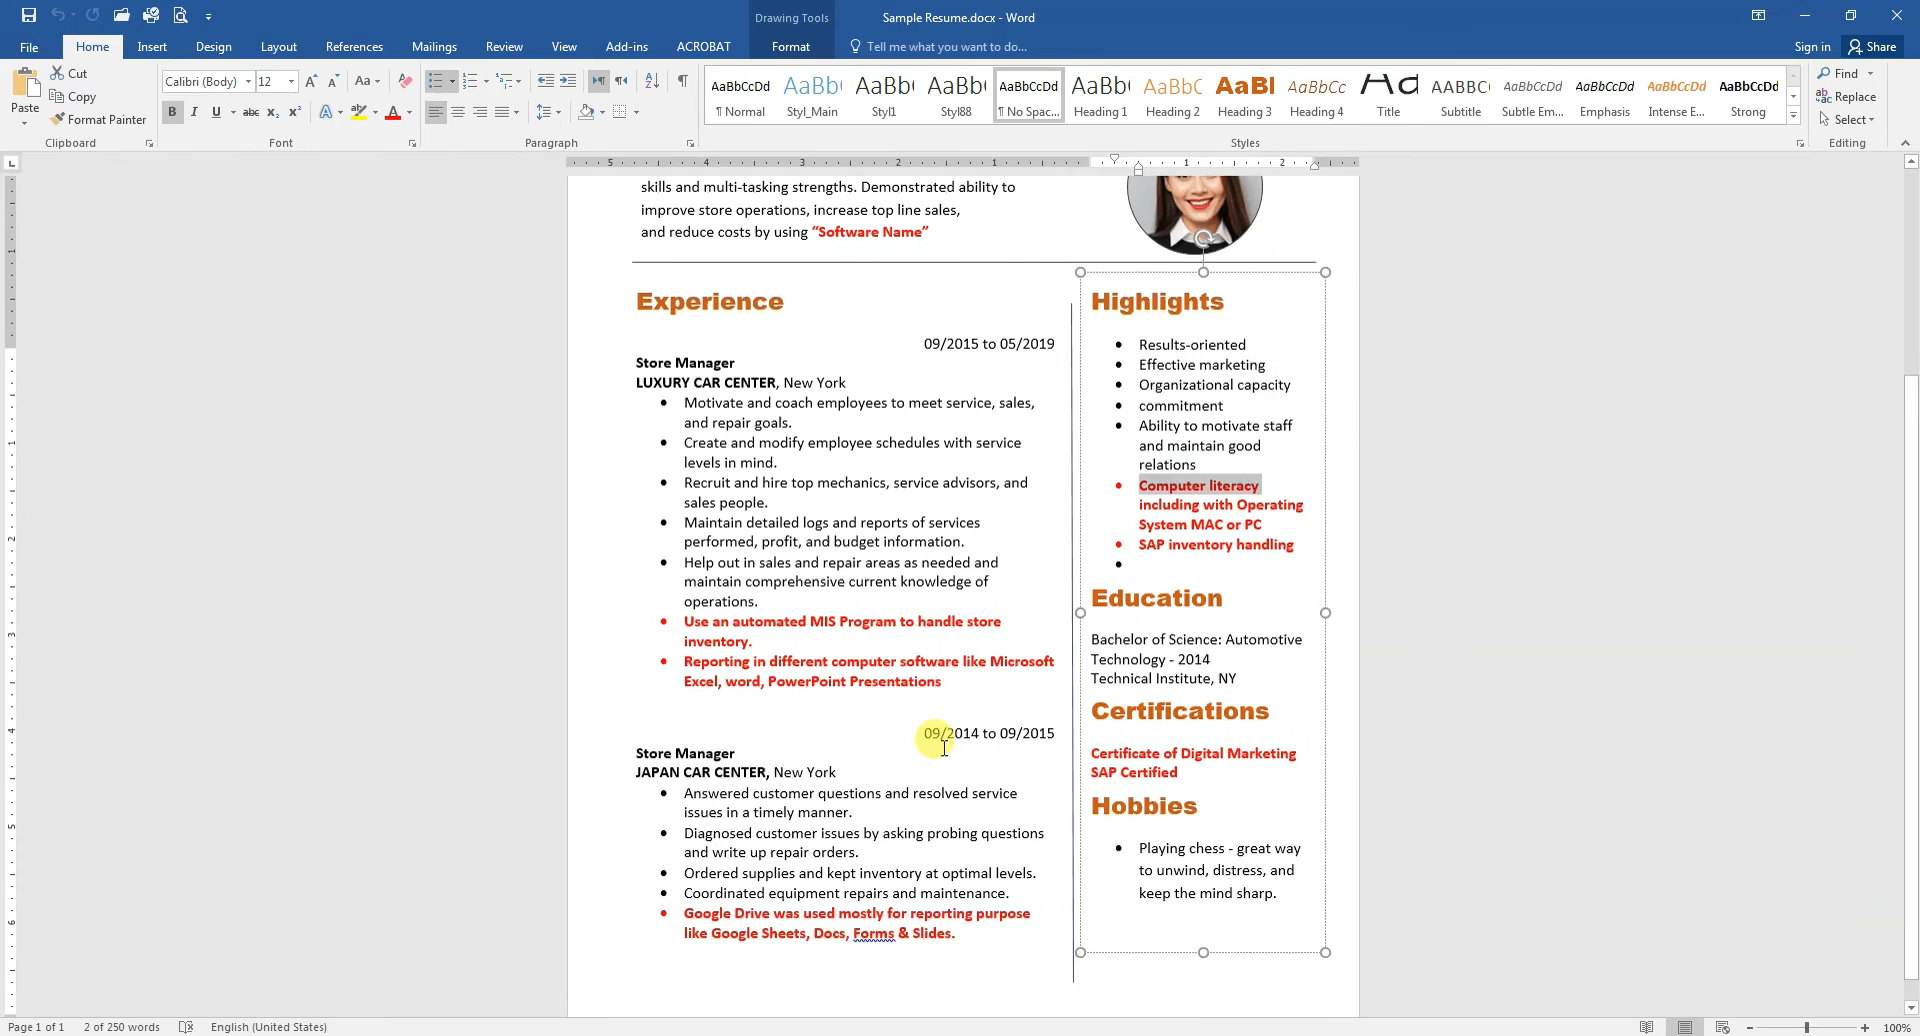 Drawing Tools
Sample Resume.docx - Word
File Home Insert Design Layout References Mailings Review View Add-ins ACROBAT Format Tell me what you want to do... Sign in Share
Paste
Cut
Copy
Format Painter
Clipboard
Calibri (Body) 12
Aa
B I U abc x₂ x² A A
Font
Paragraph
AaBbCcDd ¶ Normal
AaBb( Styl_Main
AaBb( Styl1
AaBb( Styl88
AaBbCcDd ¶ No Spac...
AaBb( Heading 1
AaBbC Heading 2
AaBl Heading 3
AaBbCc Heading 4
Aa Title
AABBC Subtitle
AaBbCcDd Subtle Em...
AaBbCcDd Emphasis
AaBbCcDd Intense E...
AaBbCcDd Strong
Styles
Find
Replace
Select
Editing
5 4 3 2 1 1 2
skills and multi-tasking strengths. Demonstrated ability to
improve store operations, increase top line sales,
and reduce costs by using “Software Name”
Experience
09/2015 to 05/2019
Store Manager
LUXURY CAR CENTER, New York
• Motivate and coach employees to meet service, sales,
and repair goals.
• Create and modify employee schedules with service
levels in mind.
• Recruit and hire top mechanics, service advisors, and
sales people.
• Maintain detailed logs and reports of services
performed, profit, and budget information.
• Help out in sales and repair areas as needed and
maintain comprehensive current knowledge of
operations.
• Use an automated MIS Program to handle store
inventory.
• Reporting in different computer software like Microsoft
Excel, word, PowerPoint Presentations
09/2014 to 09/2015
Store Manager
JAPAN CAR CENTER, New York
• Answered customer questions and resolved service
issues in a timely manner.
• Diagnosed customer issues by asking probing questions
and write up repair orders.
• Ordered supplies and kept inventory at optimal levels.
• Coordinated equipment repairs and maintenance.
• Google Drive was used mostly for reporting purpose
like Google Sheets, Docs, Forms & Slides.
Highlights
• Results-oriented
• Effective marketing
• Organizational capacity
• commitment
• Ability to motivate staff
and maintain good
relations
• Computer literacy
including with Operating
System MAC or PC
• SAP inventory handling
•
Education
Bachelor of Science: Automotive
Technology - 2014
Technical Institute, NY
Certifications
Certificate of Digital Marketing
SAP Certified
Hobbies
• Playing chess - great way
to unwind, distress, and
keep the mind sharp.
Page 1 of 1 2 of 250 words English (United States) 100%